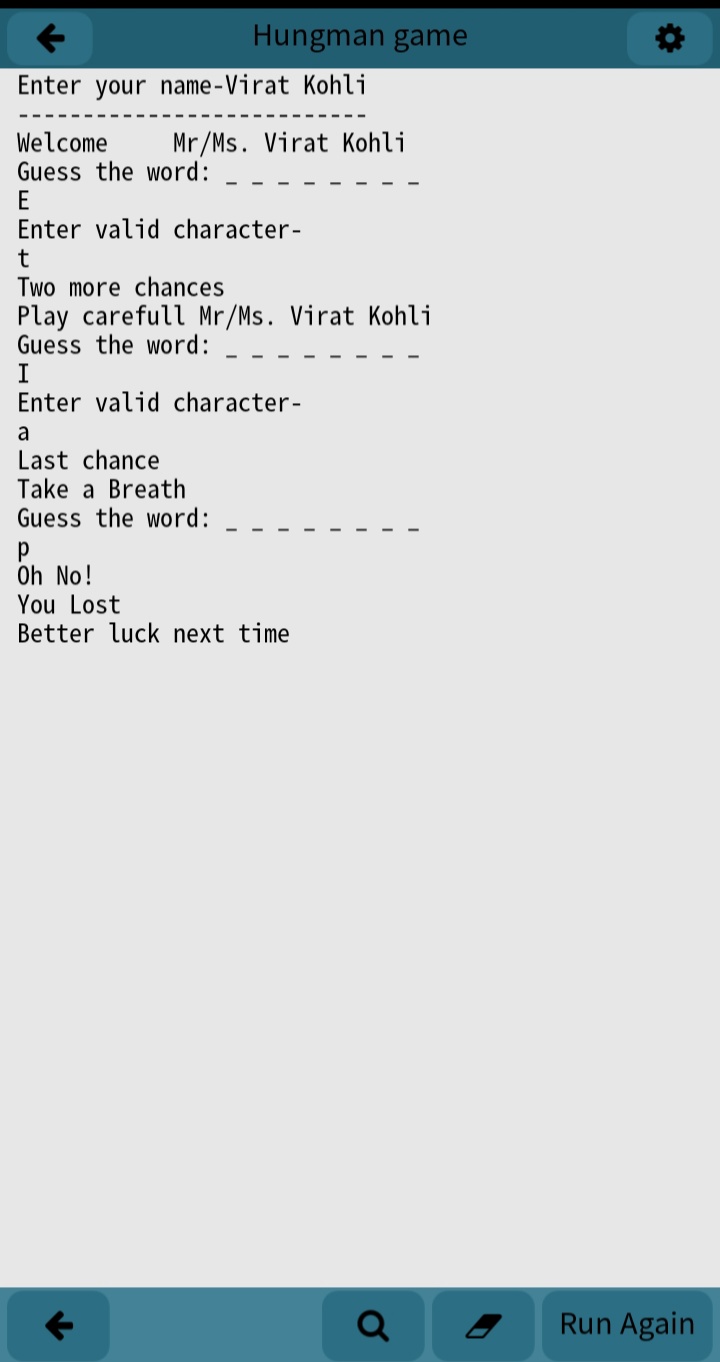 Hungman game
Enter your name-Virat Kohli
---------------------------
Welcome     Mr/Ms. Virat Kohli
Guess the word: _ _ _ _ _ _ _ _
E
Enter valid character-
t
Two more chances
Play carefull Mr/Ms. Virat Kohli
Guess the word: _ _ _ _ _ _ _ _
I
Enter valid character-
a
Last chance
Take a Breath
Guess the word: _ _ _ _ _ _ _ _
p
Oh No!
You Lost
Better luck next time
Run Again